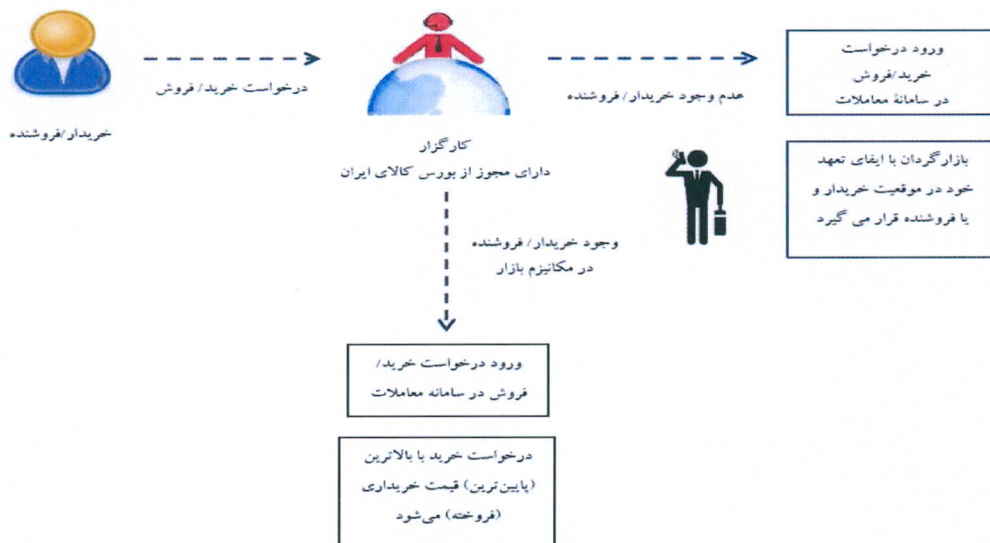 خریدار/فروشنده
درخواست خرید/ فروش
کارگزار
دارای مجوز از بورس کالای ایران
عدم وجود خریدار/فروشنده
ورود درخواست
خرید/فروش
در سامانهٔ معاملات
بازارگردان با ایفای تعهد
خود در موقعیت خریدار و
یا فروشنده قرار می گیرد
وجود خریدار/ فروشنده
در مکانیزم بازار
ورود درخواست خرید/
فروش در سامانه معاملات
درخواست خرید با بالاترین
(پایین‌ترین) قیمت خریداری
(فروخته) می‌شود